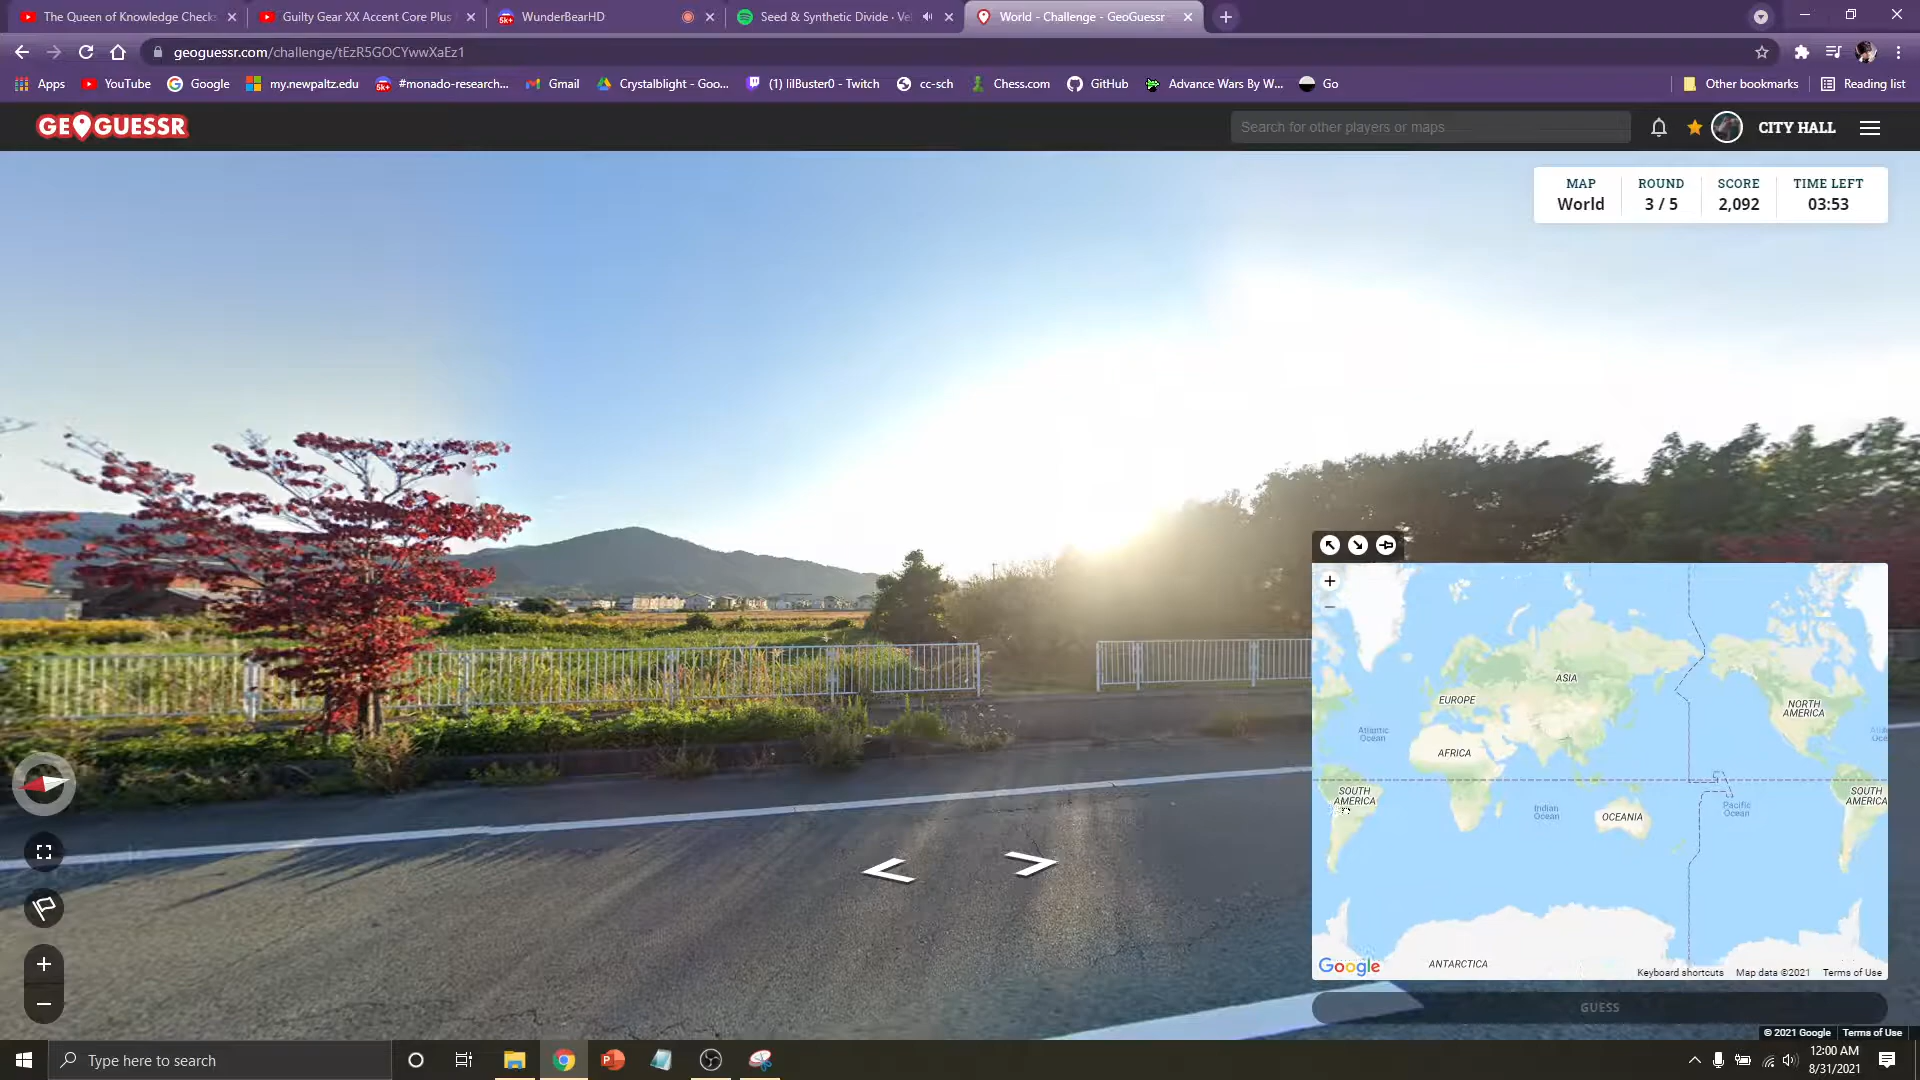 The Queen of Knowledge Check
Guilty Gear XX Accent Core Plus
5k+ WunderBearHD
Seed & Synthetic Divide · Ve
World - Challenge - GeoGuessr
geoguessr.com/challenge/tEzR5GOCYwwXaEz1
Apps
YouTube
Google
my.newpaltz.edu
5k+ #monado-research...
Gmail
Crystalblight - Goo...
(1) lilBuster0 - Twitch
cc-sch
Chess.com
GitHub
Advance Wars By W...
Go
Other bookmarks
Reading list
GEOGUESSR
Search for other players or maps
CITY HALL
MAP
World
ROUND
3 / 5
SCORE
2,092
TIME LEFT
03:53
ASIA
EUROPE
NORTH
AMERICA
Atlantic
Ocean
AFRICA
SOUTH
AMERICA
Indian
Ocean
OCEANIA
Pacific
Ocean
SOUTH
AMERICA
ANTARCTICA
Google
Keyboard shortcuts
Map data ©2021
Terms of Use
GUESS
© 2021 Google
Terms of Use
Type here to search
12:00 AM
8/31/2021